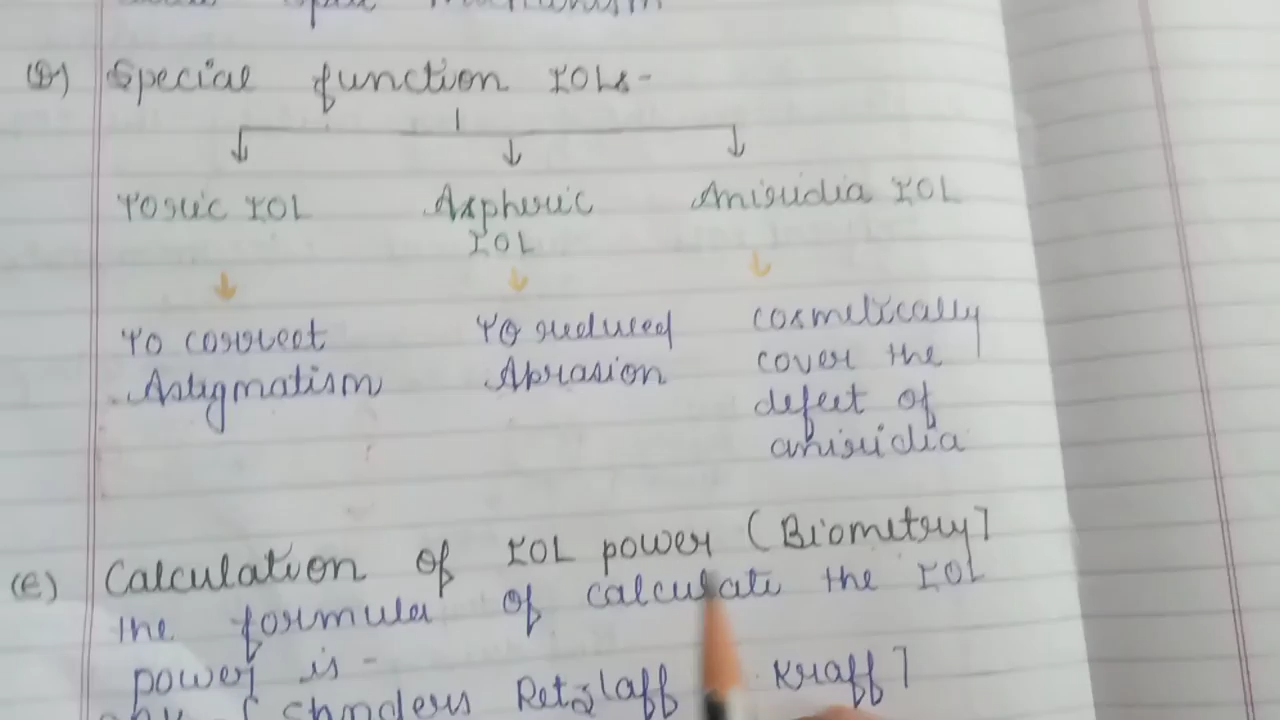 (D) Special function IOLs-
Toric IOL
Aspheric
IOL
Aniridia IOL
To correct
Astigmatism
To reduced
Abrasion
cosmetically
cover the
defect of
aniridia
(E) Calculation of IOL power (Biometry]
the formula of calculate the IOL
power is -
Retzlaff Kraff]